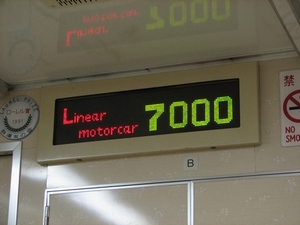 Linear
motorcar 7000
B
禁
NO
SMO